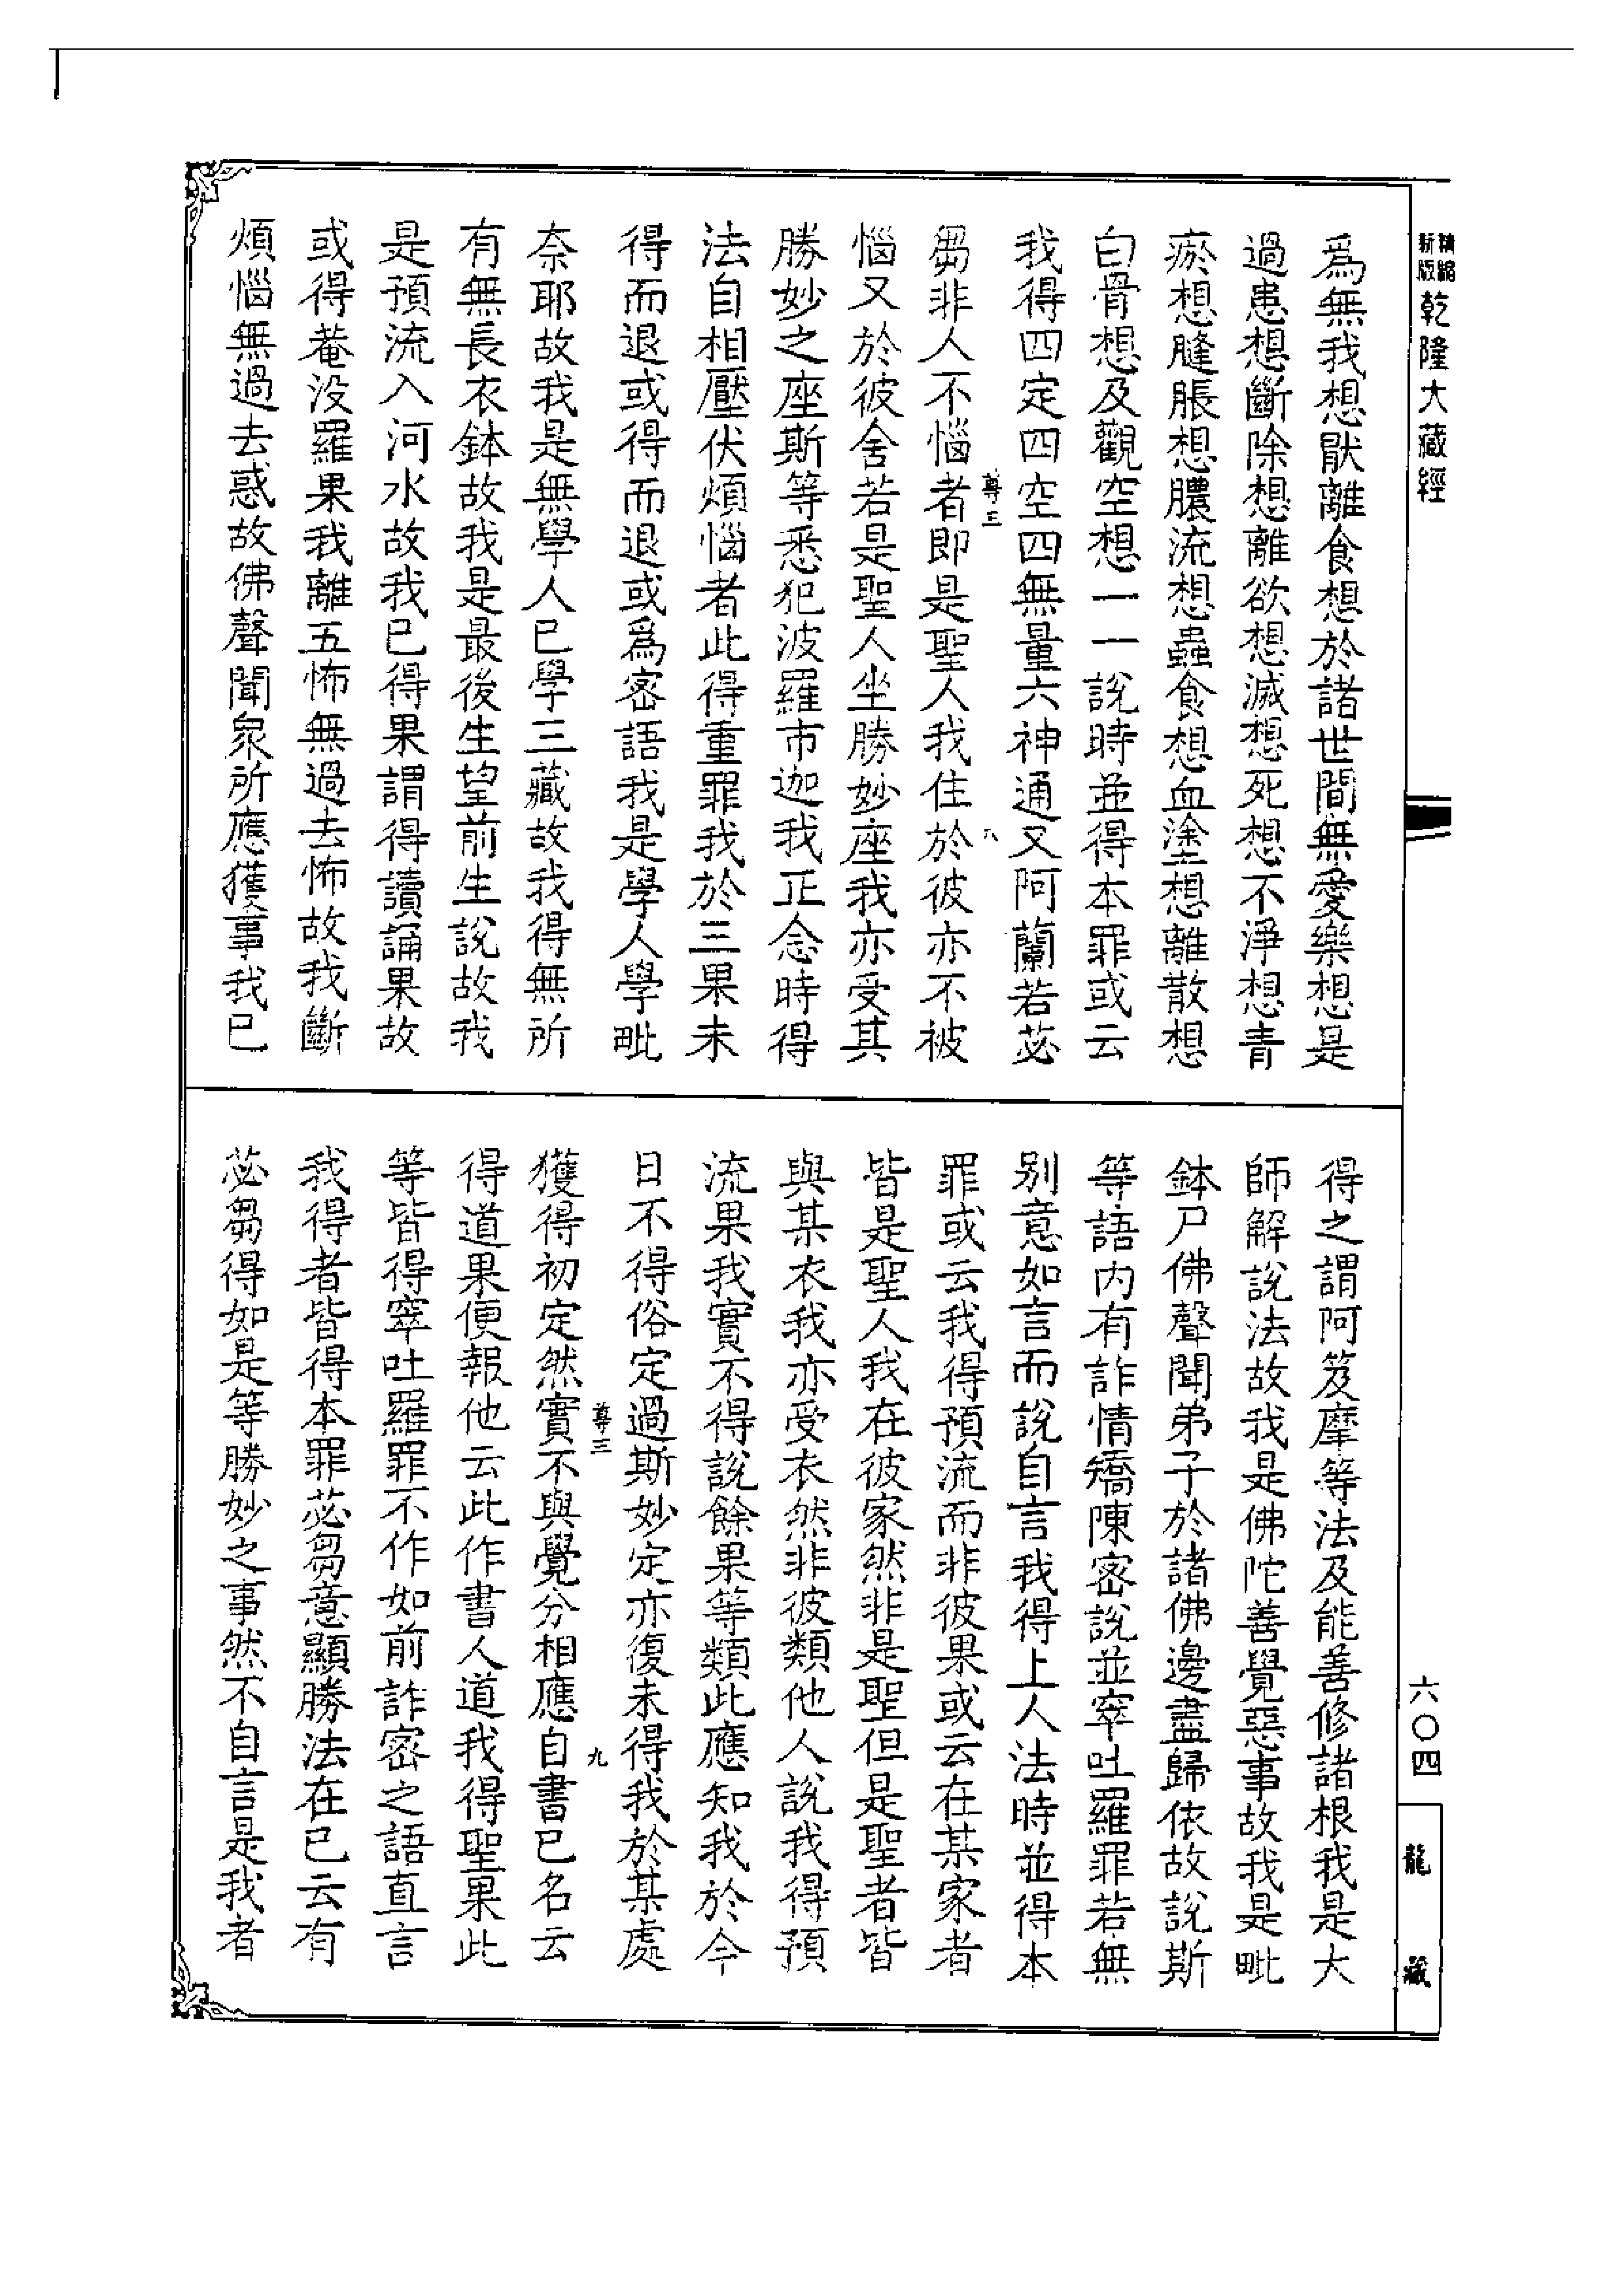 精縮
新版
乾隆大藏經
六〇四
龍藏
爲無我想猒離食想於諸世間無愛樂想是
過患想斷除想離欲想滅想死想不淨想青
瘀想膖脹想膿流想蟲食想血塗想離散想
白骨想及觀空想一一說時並得本罪或云
我得四定四空四無量六神通又阿蘭若苾
尊三
八
芻非人不惱者即是聖人我住於彼亦不被
惱又於彼舍若是聖人坐勝妙座我亦受其
勝妙之座斯等悉犯波羅市迦我正念時得
法自相壓伏煩惱者此得重罪我於三果未
得而退或得而退或爲密語我是學人學毗
奈耶故我是無學人已學三藏故我得無所
有無長衣鉢故我是最後生望前生說故我
是預流入河水故我已得果謂得讀誦果故
或得菴没羅果我離五怖無過去怖故我斷
煩惱無過去惑故佛聲聞衆所應獲事我已
得之謂阿笈摩等法及能善修諸根我是大
師解說法故我是佛陀善覺惡事故我是毗
鉢尸佛聲聞弟子於諸佛邊盡歸依故說斯
等語内有詐情矯陳密說並窣吐羅罪若無
别意如言而說自言我得上人法時並得本
罪或云我得預流而非彼果或云在某家者
皆是聖人我在彼家然非是聖但是聖者皆
與某衣我亦受衣然非彼類他人說我得預
流果我實不得說餘果等類此應知我於今
日不得俗定過斯妙定亦復未得我於某處
尊三
九
獲得初定然實不與覺分相應自書已名云
得道果便報他云此作書人道我得聖果此
等皆得窣吐羅罪不作如前詐密之語直言
我得者皆得本罪苾芻意顯勝法在已云有
苾芻得如是等勝妙之事然不自言是我者